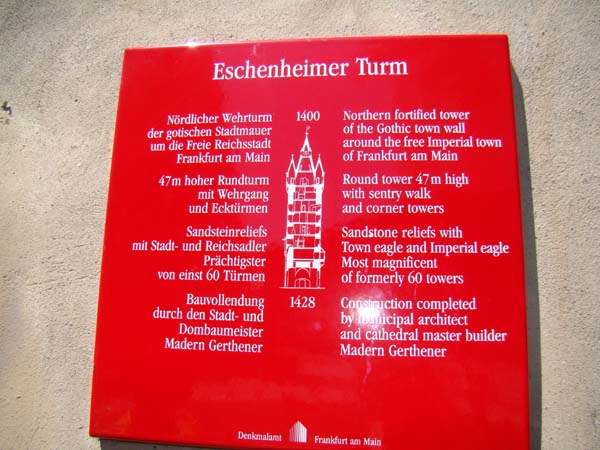 Eschenheimer Turm
Nördlicher Wehrturm
der gotischen Stadtmauer
um die Freie Reichsstadt
Frankfurt am Main
1400
Northern fortified tower
of the Gothic town wall
around the free Imperial town
of Frankfurt am Main
47m hoher Rundturm
mit Wehrgang
und Ecktürmen
Round tower 47m high
with sentry walk
and corner towers
Sandsteinreliefs
mit Stadt- und Reichsadler
Prächtigster
von einst 60 Türmen
Sandstone reliefs with
Town eagle and Imperial eagle
Most magnificent
of formerly 60 towers
Bauvollendung
durch den Stadt- und
Dombaumeister
Madern Gerthener
1428
Construction completed
by municipal architect
and cathedral master builder
Madern Gerthener
Denkmalamt Frankfurt am Main